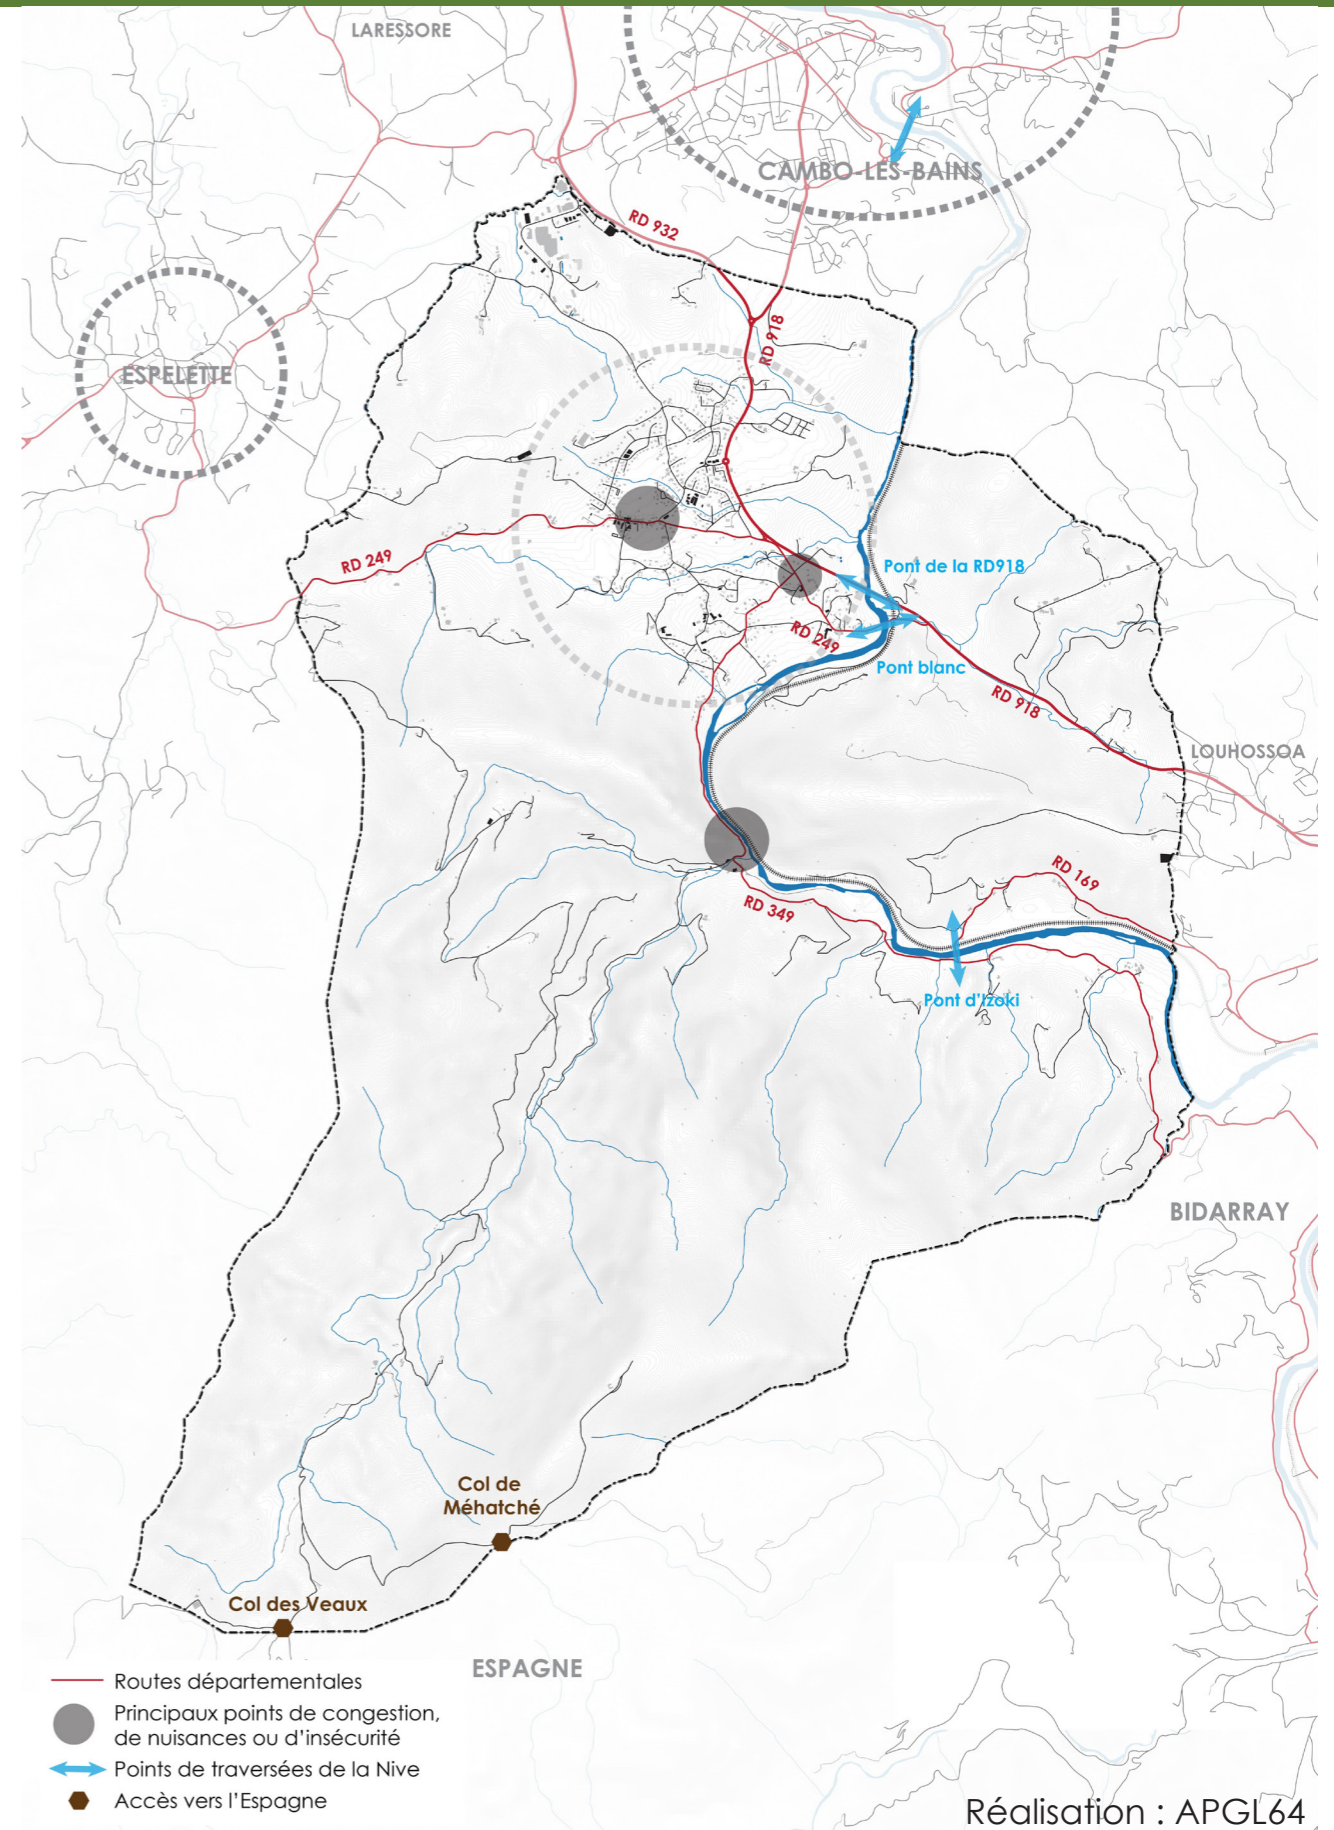 LARESSORE
CAMBO-LES-BAINS
RD 932
RD 918
ESPELETTE
RD 249
Pont de la RD918
RD 249
Pont blanc
RD 918
LOUHOSSOA
RD 169
RD 349
Pont d'Izoki
BIDARRAY
Col de
Méhatché
Col des Veaux
ESPAGNE
Routes départementales
Principaux points de congestion,
de nuisances ou d'insécurité
Points de traversées de la Nive
Accès vers l'Espagne
Réalisation : APGL64